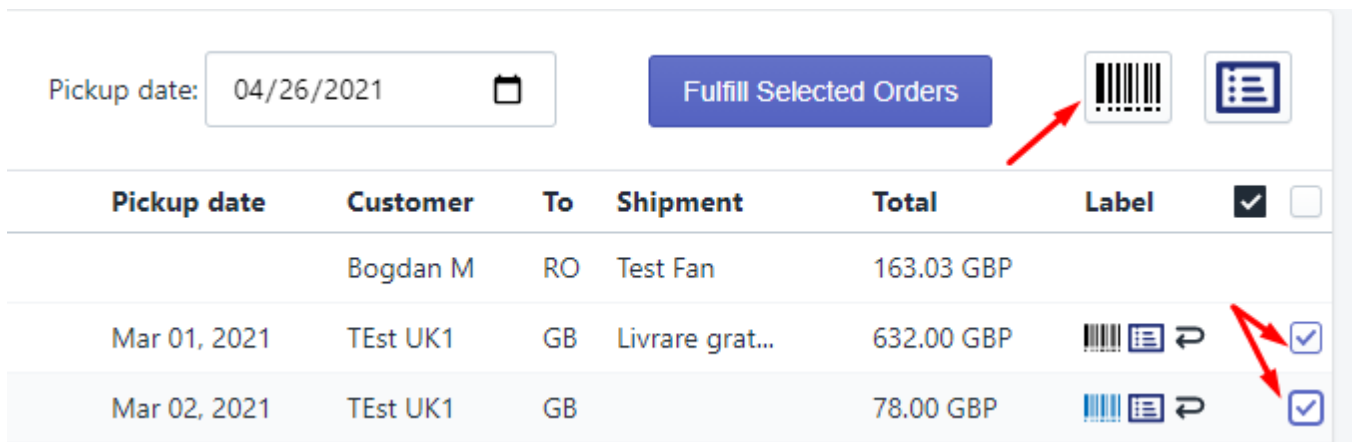 Pickup date: 04/26/2021 Fulfill Selected Orders
Pickup date Customer To Shipment Total Label
Bogdan M RO Test Fan 163.03 GBP
Mar 01, 2021 TEst UK1 GB Livrare grat... 632.00 GBP
Mar 02, 2021 TEst UK1 GB 78.00 GBP